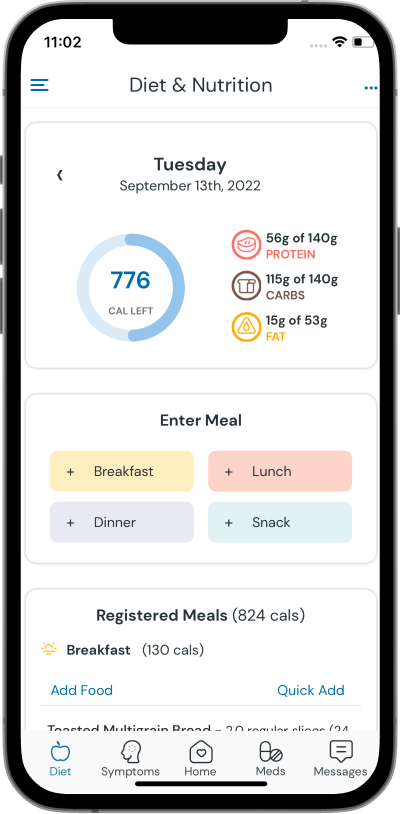 11:02
Diet & Nutrition
Tuesday
September 13th, 2022
776
CAL LEFT
56g of 140g
PROTEIN
115g of 140g
CARBS
15g of 53g
FAT
Enter Meal
+ Breakfast
+ Lunch
+ Dinner
+ Snack
Registered Meals (824 cals)
Breakfast (130 cals)
Add Food
Quick Add
Toasted Multigrain Bread - 2.0 regular slices (24
Diet
Symptoms
Home
Meds
Messages